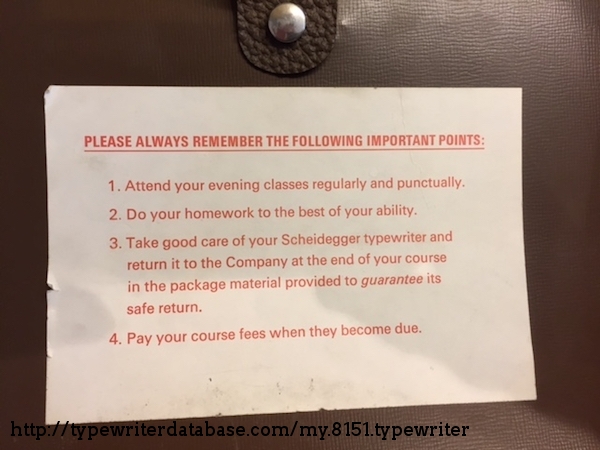 PLEASE ALWAYS REMEMBER THE FOLLOWING IMPORTANT POINTS:
1. Attend your evening classes regularly and punctually.
2. Do your homework to the best of your ability.
3. Take good care of your Scheidegger typewriter and
return it to the Company at the end of your course
in the package material provided to guarantee its
safe return.
4. Pay your course fees when they become due.
http://typewriterdatabase.com/my.8151.typewriter